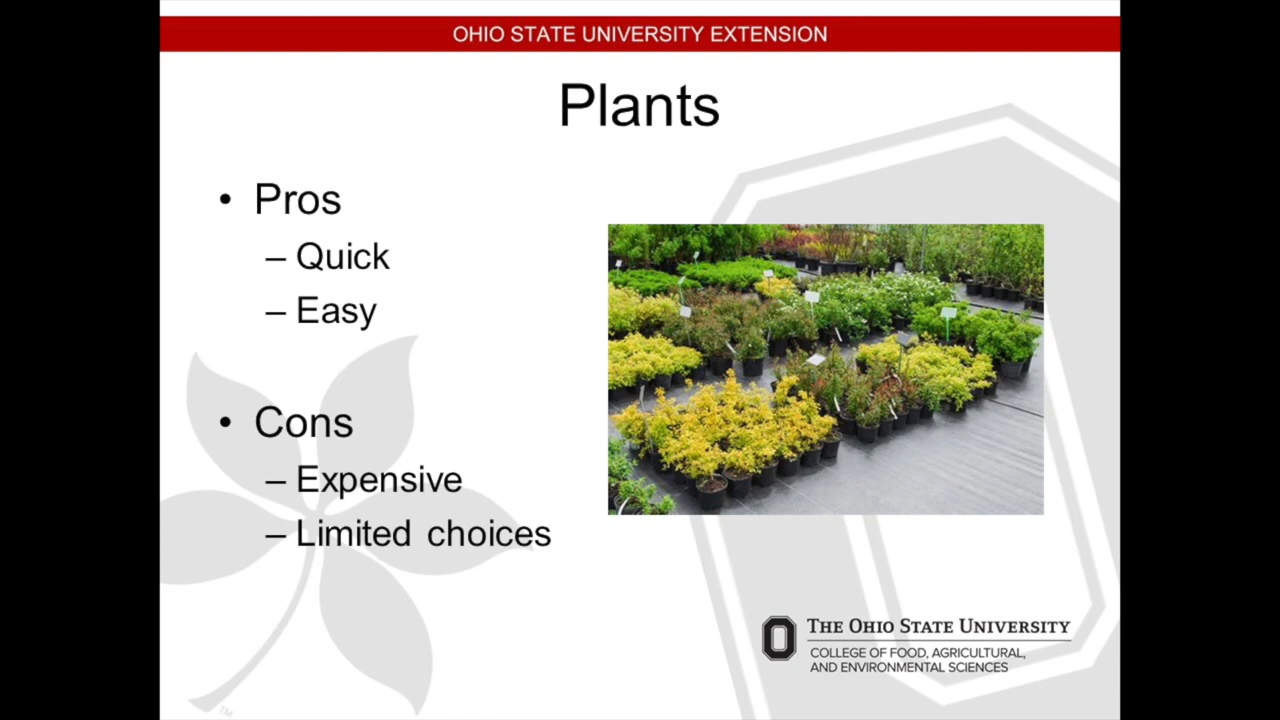 OHIO STATE UNIVERSITY EXTENSION
Plants
• Pros
– Quick
– Easy
• Cons
– Expensive
– Limited choices
THE OHIO STATE UNIVERSITY
COLLEGE OF FOOD, AGRICULTURAL,
AND ENVIRONMENTAL SCIENCES
TM